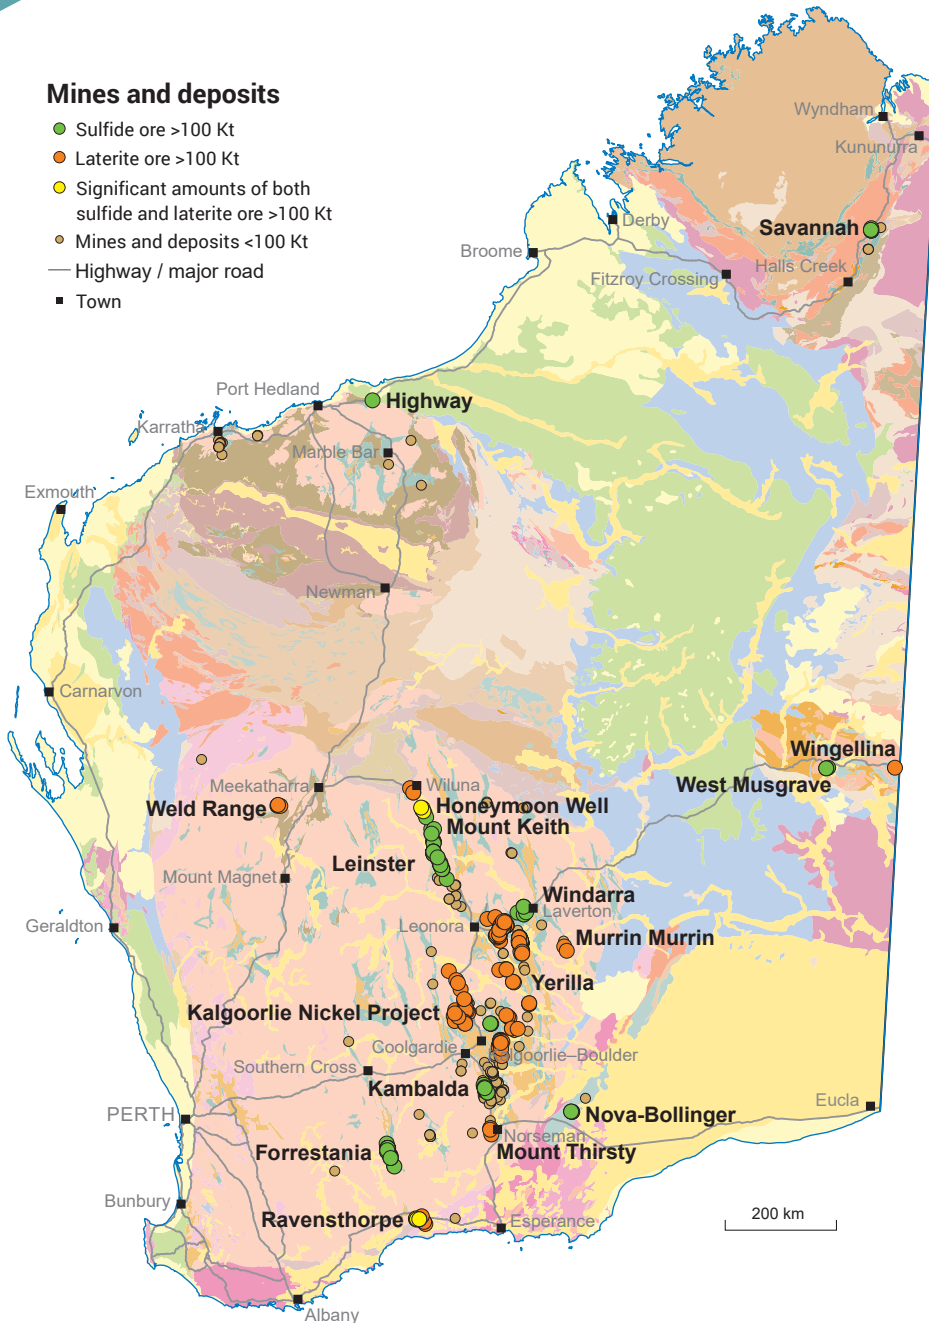 Mines and deposits
Sulfide ore >100 Kt
Laterite ore >100 Kt
Significant amounts of both
sulfide and laterite ore >100 Kt
Mines and deposits <100 Kt
Highway / major road
Town
Wyndham
Kununurra
Derby
Savannah
Broome
Halls Creek
Fitzroy Crossing
Port Hedland
Highway
Karratha
Marble Bar
Exmouth
Newman
Carnarvon
Wingellina
Meekatharra
Wiluna
West Musgrave
Weld Range
Honeymoon Well
Mount Keith
Leinster
Mount Magnet
Windarra
Laverton
Geraldton
Leonora
Murrin Murrin
Yerilla
Kalgoorlie Nickel Project
Coolgardie
Kalgoorlie–Boulder
Southern Cross
Kambalda
Eucla
PERTH
Nova-Bollinger
Norseman
Forrestania
Mount Thirsty
Bunbury
200 km
Ravensthorpe
Esperance
Albany